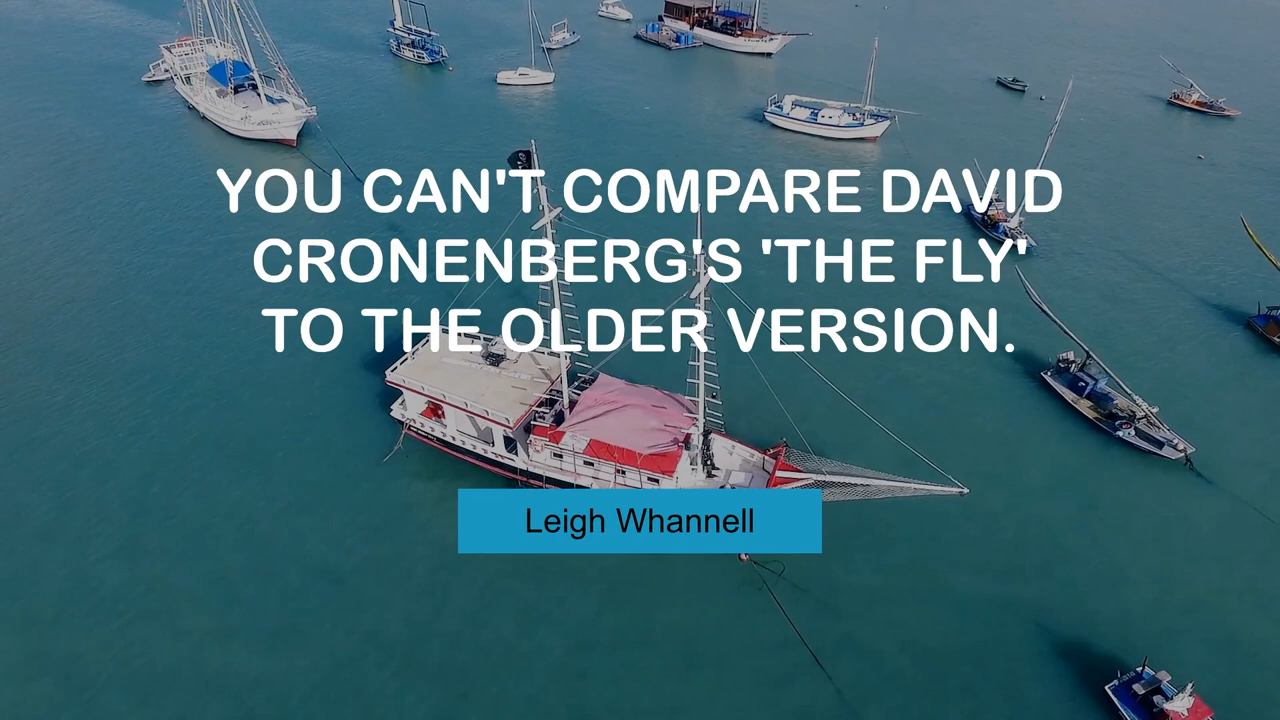 YOU CAN'T COMPARE DAVID
CRONENBERG'S 'THE FLY'
TO THE OLDER VERSION.
Leigh Whannell